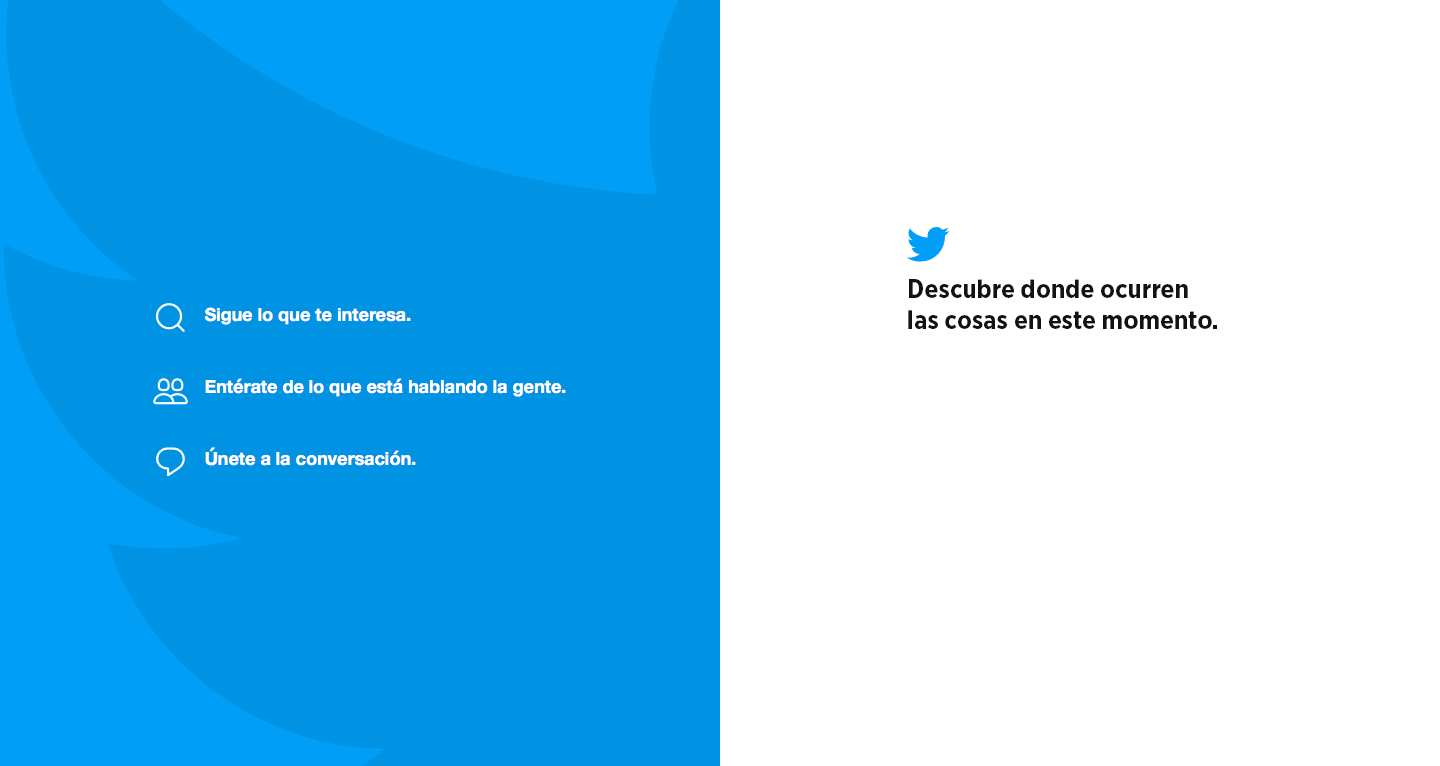 Sigue lo que te interesa.
Entérate de lo que está hablando la gente.
Únete a la conversación.
Descubre donde ocurren
las cosas en este momento.